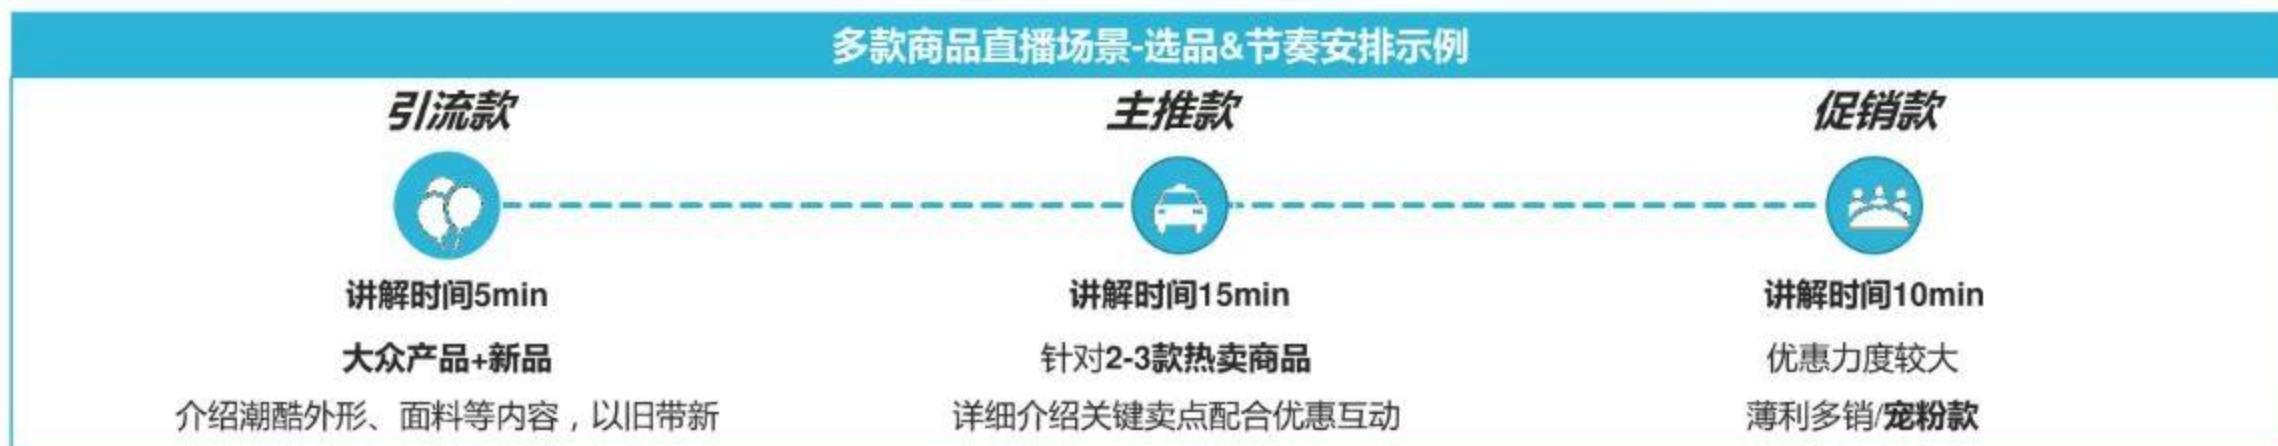 多款商品直播场景-选品&节奏安排示例
引流款
主推款
促销款
讲解时间5min
讲解时间15min
讲解时间10min
大众产品+新品
针对2-3款热卖商品
优惠力度较大
介绍潮酷外形、面料等内容，以旧带新
详细介绍关键卖点配合优惠互动
薄利多销/宠粉款